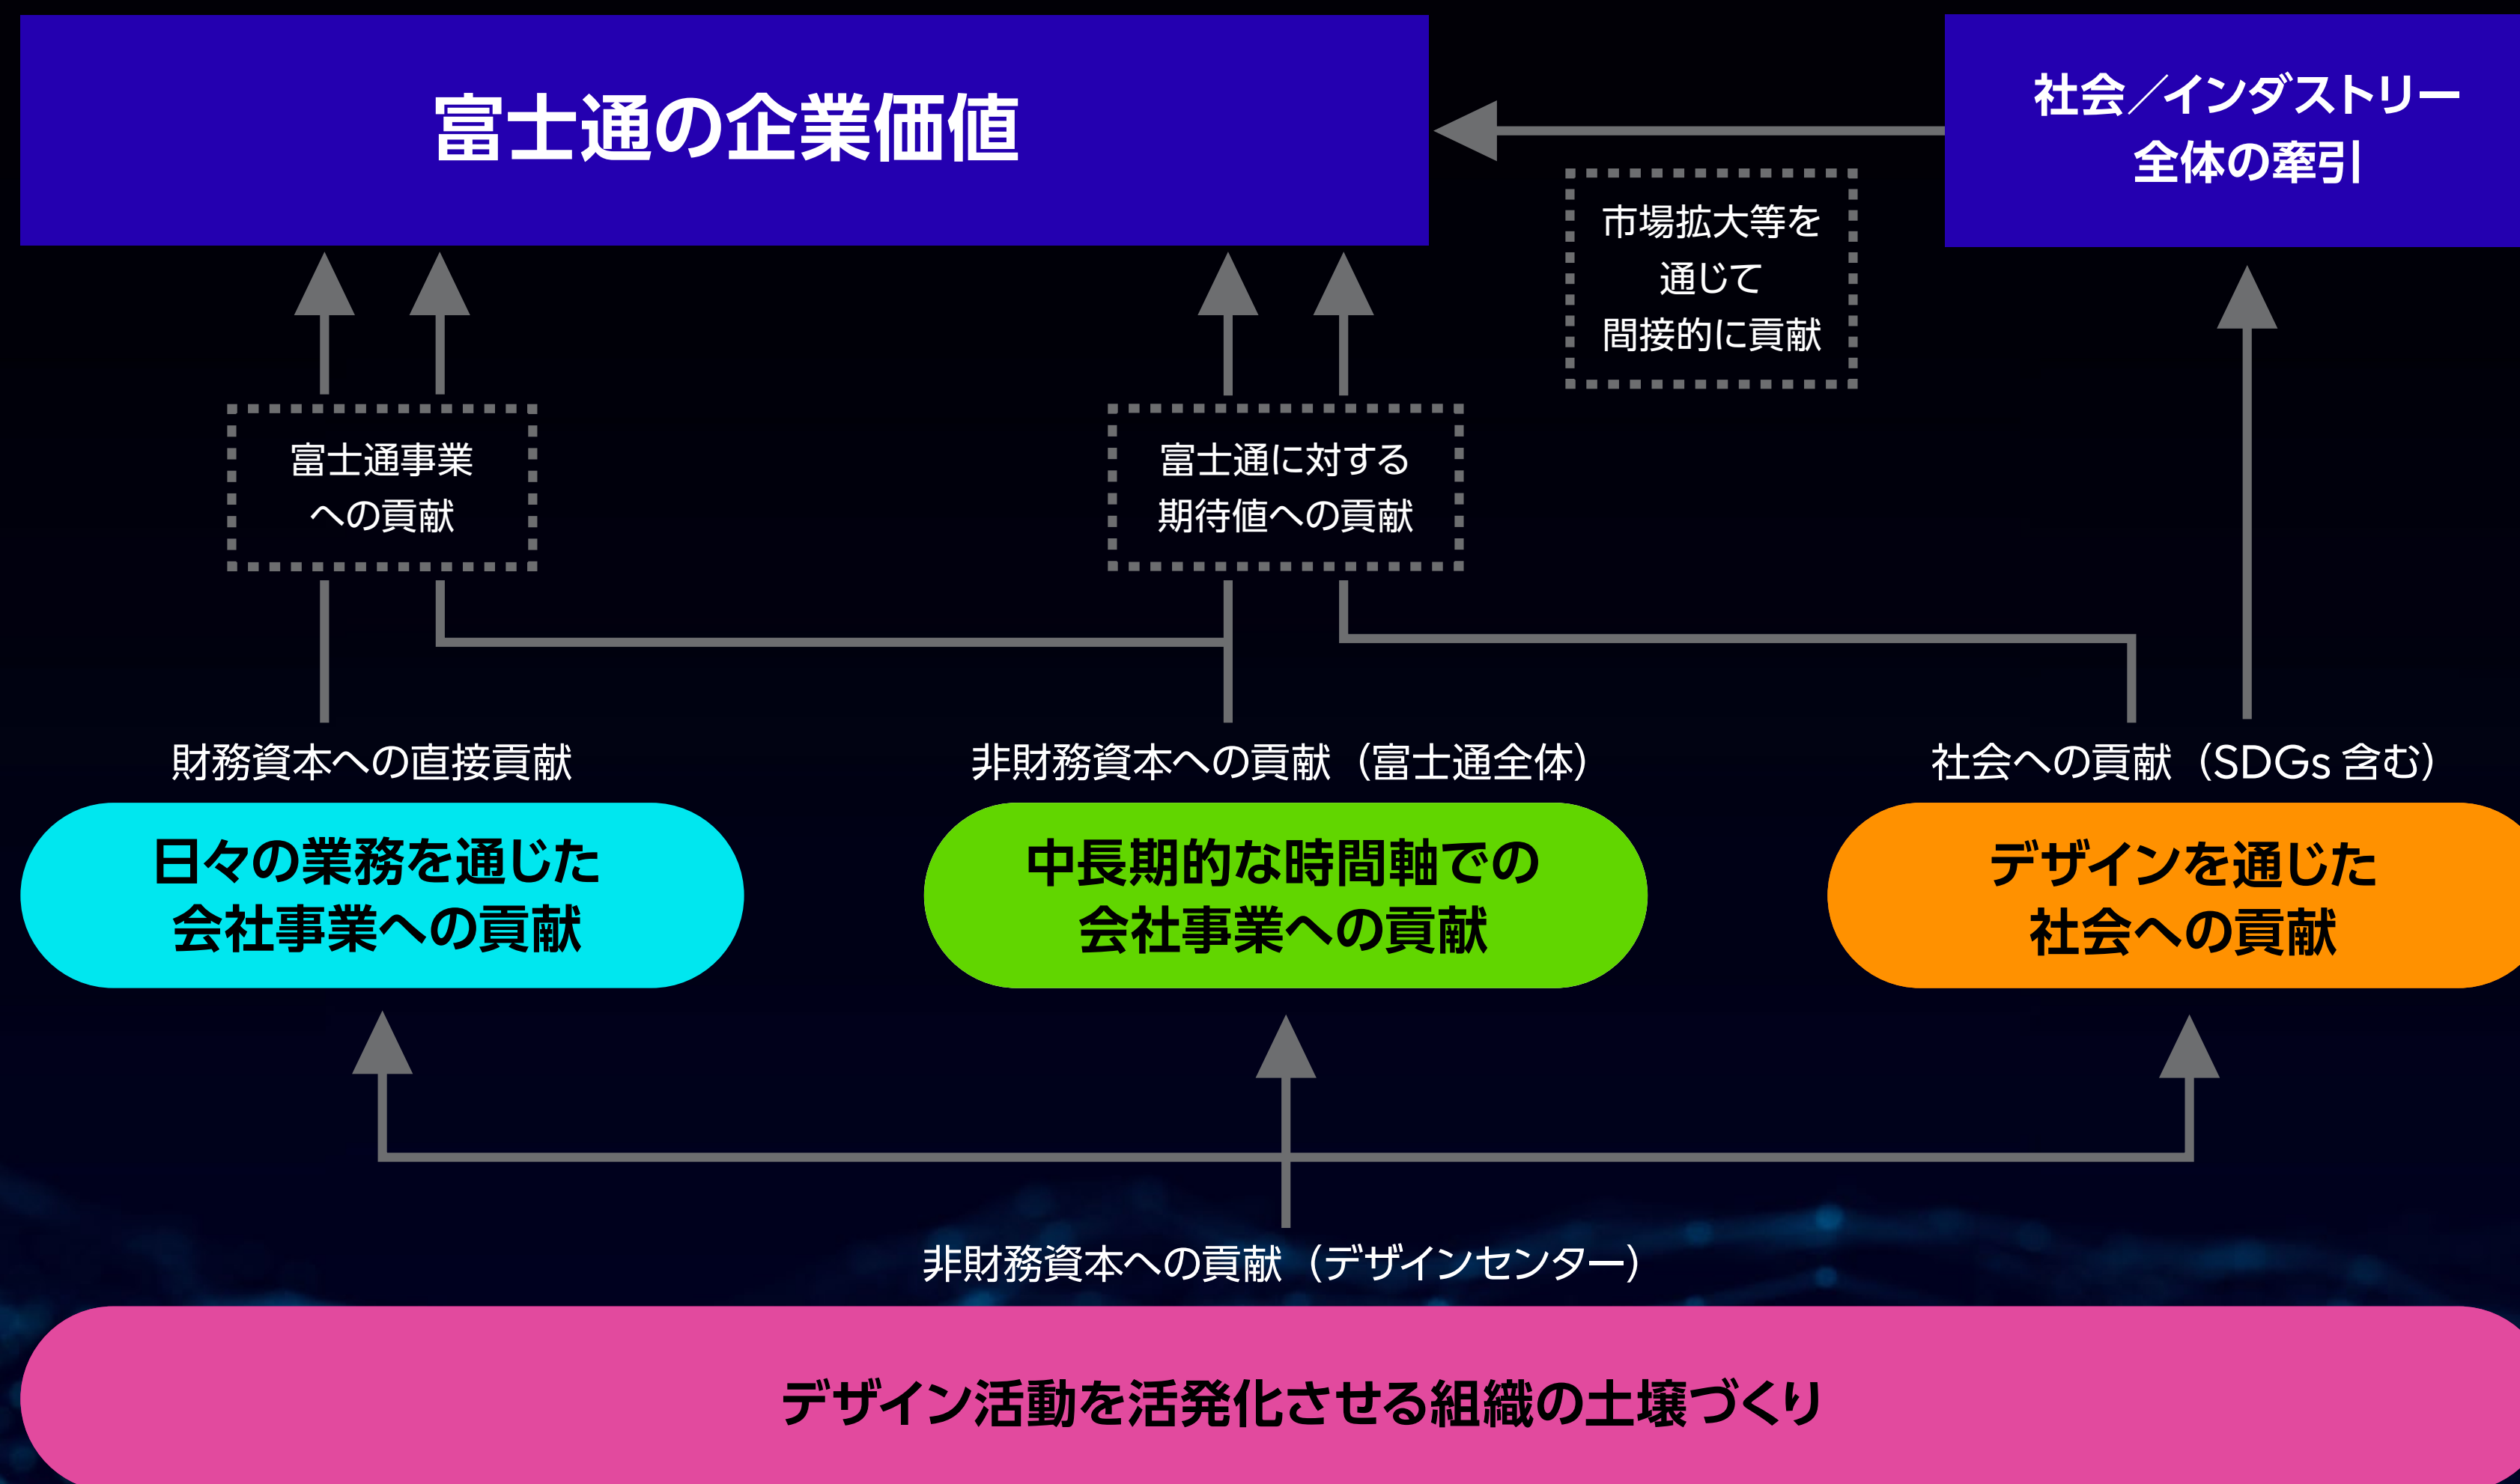 富士通の企業価値
社会／インダストリー
全体の牽引
市場拡大等を
通じて
間接的に貢献
富士通事業
への貢献
富士通に対する
期待値への貢献
財務資本への直接貢献
非財務資本への貢献（富士通全体）
社会への貢献（SDGs 含む）
日々の業務を通じた
会社事業への貢献
中長期的な時間軸での
会社事業への貢献
デザインを通じた
社会への貢献
非財務資本への貢献（デザインセンター）
デザイン活動を活発化させる組織の土壌づくり